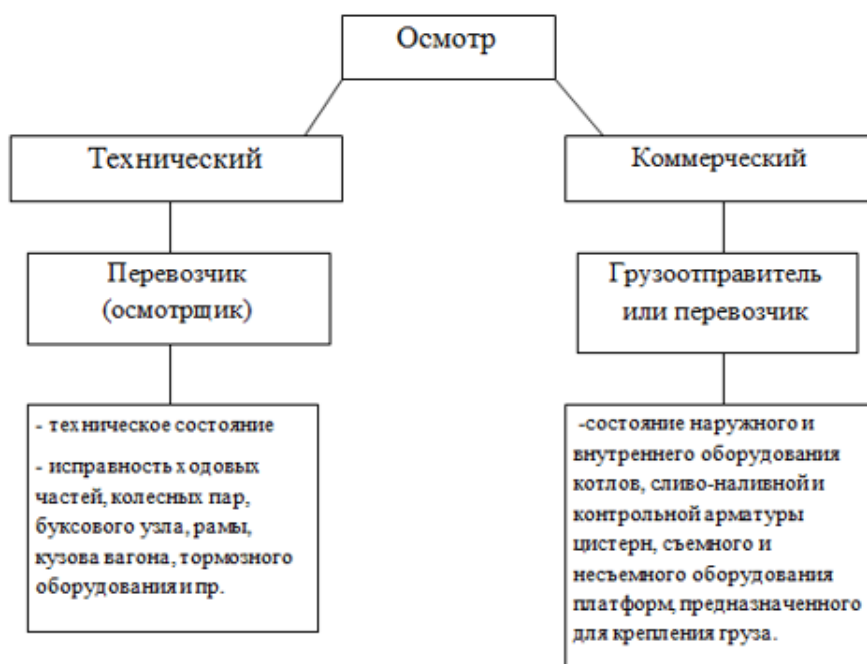 Осмотр
Технический
Коммерческий
Перевозчик
(осмотрщик)
Грузоотправитель
или перевозчик
- техническое состояние
- исправность ходовых
частей, колесных пар,
буксового узла, рамы,
кузова вагона, тормозного
оборудования и пр.
-состояние наружного и
внутреннего оборудования
котлов, сливо-наливной и
контрольной арматуры
цистерн, съемного и
несъемного оборудования
платформ, предназначенного
для крепления груза.